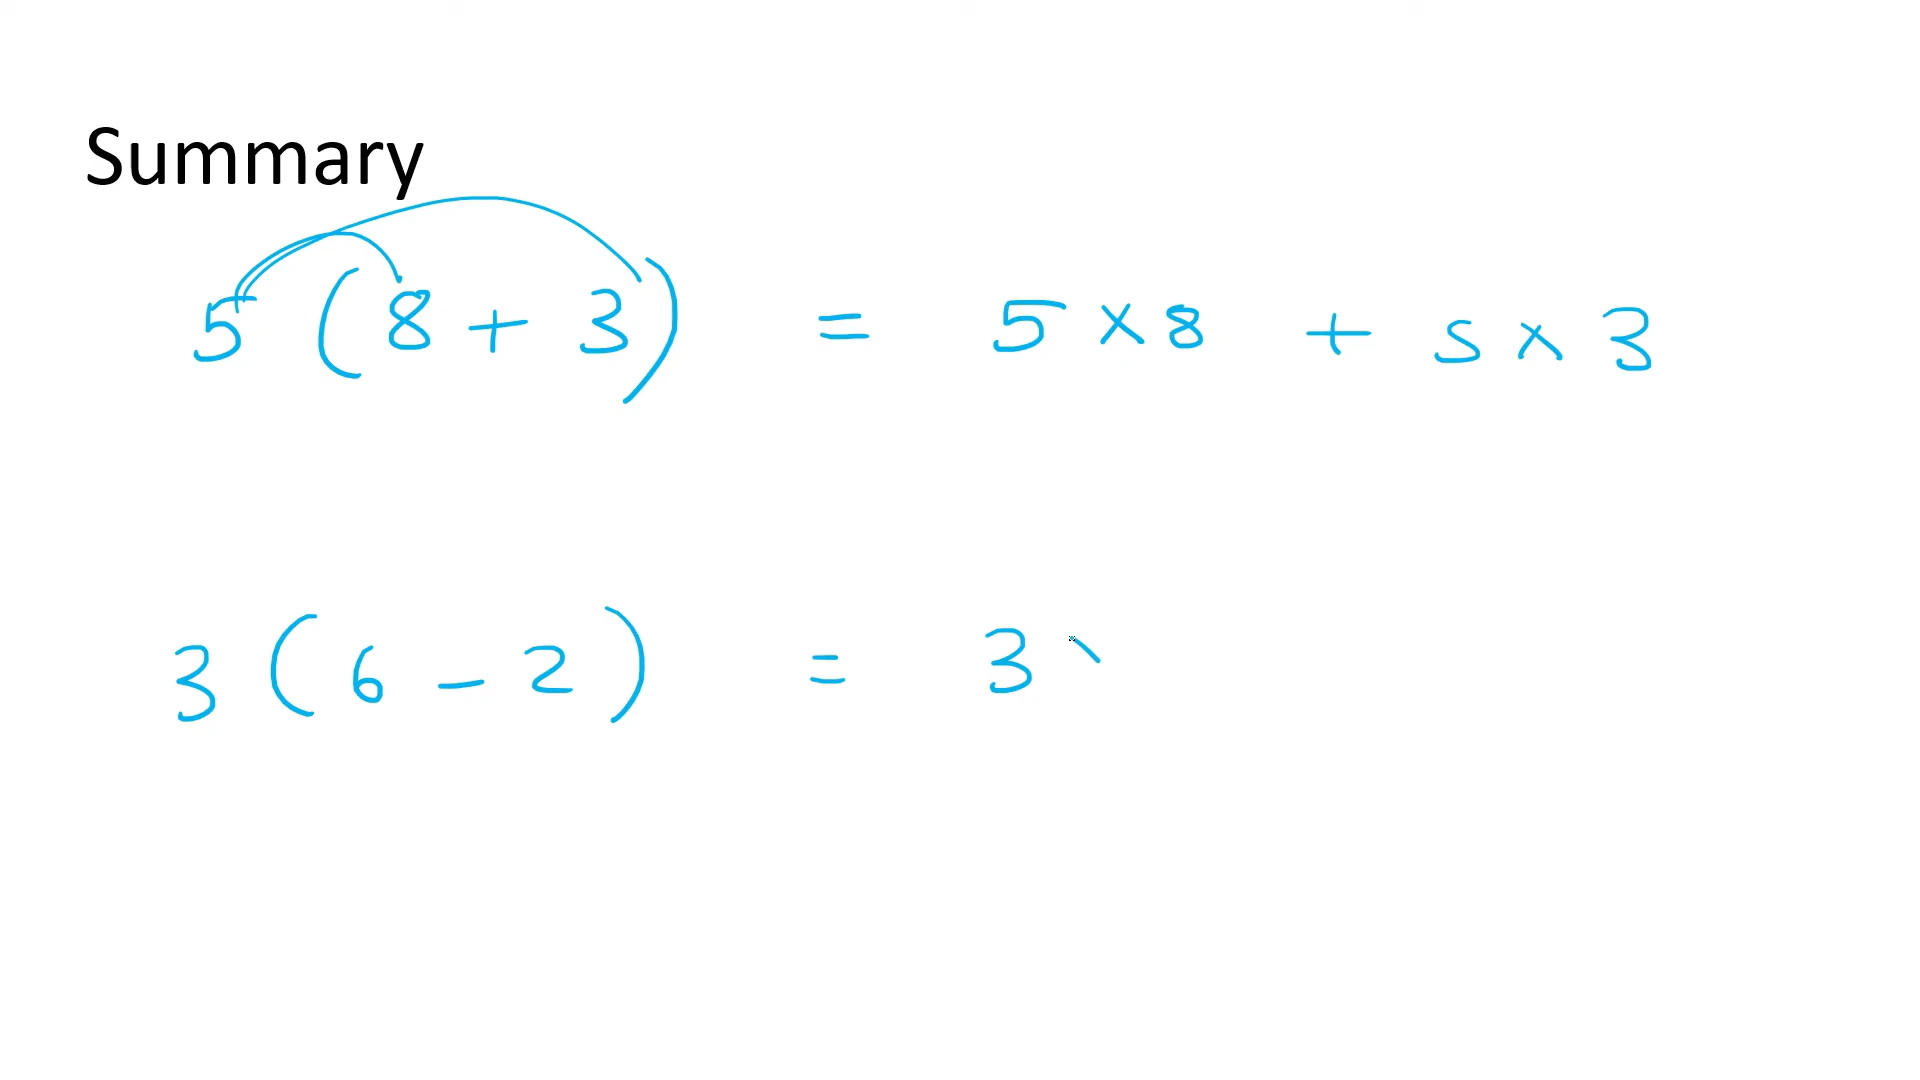 Summary
5 (8 + 3) = 5 × 8 + 5 × 3
3 (6 - 2) = 3